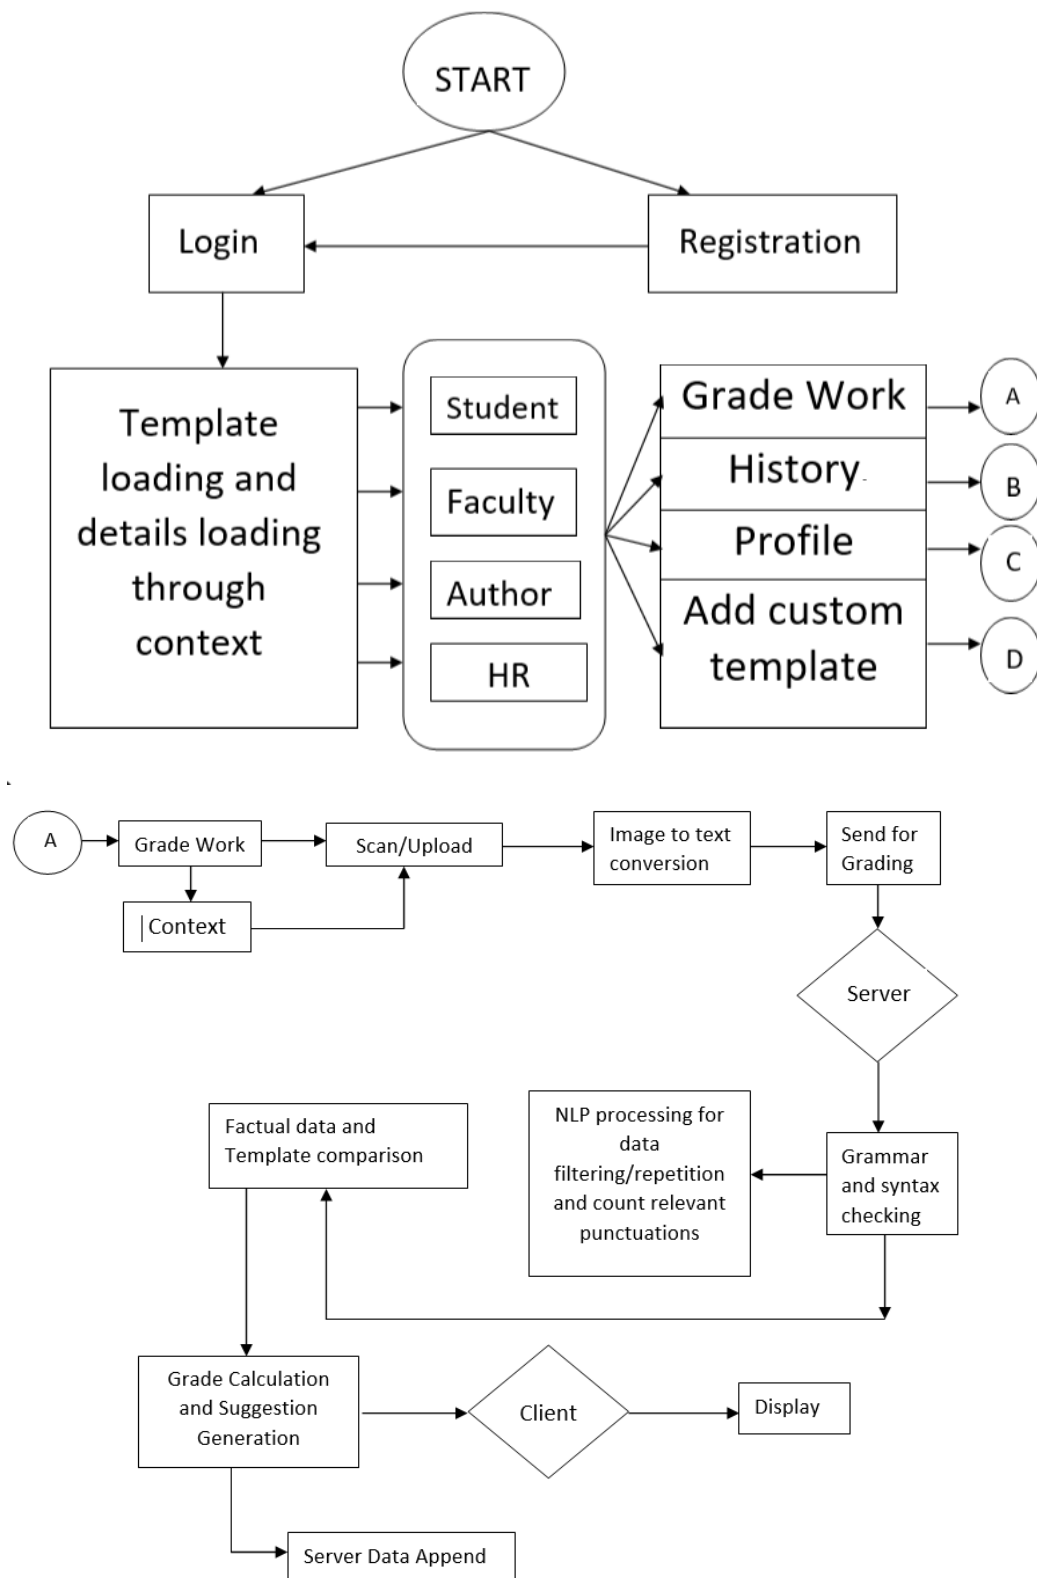 START
Login
Registration
Template
loading and
details loading
through
context
Student
Faculty
Author
HR
Grade Work
History
Profile
Add custom
template
A
B
C
D
A
Grade Work
Context
Scan/Upload
Image to text
conversion
Send for
Grading
Server
Grammar
and syntax
checking
NLP processing for
data
filtering/repetition
and count relevant
punctuations
Factual data and
Template comparison
Grade Calculation
and Suggestion
Generation
Client
Display
Server Data Append